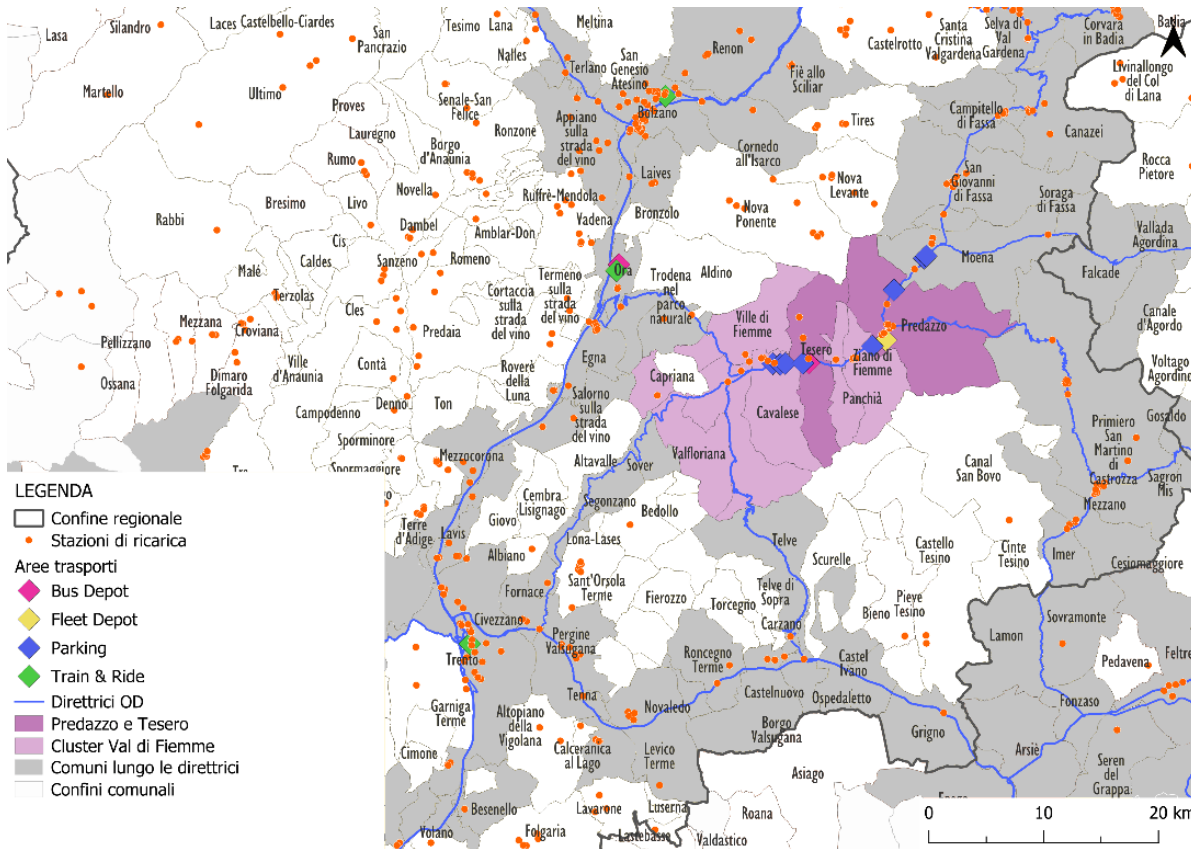 Lasa
Silandro
Laces
Castelbello-Ciardes
San
Pancrazio
Tesimo
Lana
Nalles
Meltina
Martello
Ultimo
Proves
Lauregno
Rumo
Senale-San
Felice
Borgo
d'Anaunia
Ronzone
Terlano
San
Genesio
Atesino
Renon
Bolzano
Appiano
sulla
strada
del vino
Castelrotto
Santa
Cristina
Valgardena
Selva di
Val
Gardena
Corvara
in Badia
Badia
Livinallongo
del Col
di Lana
Fiè allo
Sciliar
Tires
Campitello
di Fassa
Canazei
Cornedo
all'Isarco
Rocca
Pietore
Rabbi
Bresimo
Livo
Novella
Ruffrè-Mendola
Laives
Vadena
Bronzolo
Nova
Ponente
Nova
Levante
San
Giovanni
di Fassa
Soraga
di Fassa
Vallada
Agordina
Cis
Dambel
Amblar-Don
Caldes
Sanzeno
Romeno
Malé
Terzolas
Cles
Termeno
sulla
strada
del vino
Cortaccia
sulla
strada
del vino
Ora
Trodena
nel
parco
naturale
Aldino
Moena
Falcade
Canale
d'Agordo
Voltago
Agordino
Mezzana
Croviana
Pellizzano
Predaia
Ville di
Fiemme
Predazzo
Tesero
Ziano di
Fiemme
Ossana
Dimaro
Folgarida
Ville
d'Anaunia
Contà
Roverè
della
Luna
Egna
Capriana
Cavalese
Panchià
Campodenno
Denno
Ton
Salorno
sulla
strada
del vino
Valfloriana
Primiero
San
Martino
di
Castrozza
Gosaldo
Sagron
Mis
Sporminore
Spormaggiore
Mezzocorona
Altavalle
Sover
Canal
San Bovo
Mezzano
Cembra
Lisignago
Segonzano
Giovo
Bedollo
Terre
d'Adige
Lavis
Albiano
Lona-Lases
Telve
Scurelle
Castello
Tesino
Cinte
Tesino
Imer
Cesiomaggiore
Fornace
Sant'Orsola
Terme
Fierozzo
Torcegno
Telve di
Sopra
Carzano
Bieno
Pieve
Tesino
Sovramonte
Lamon
Civezzano
Pergine
Valsugana
Roncegno
Terme
Castel
Ivano
Pedavena
Feltre
Trento
Garniga
Terme
Tenna
Novaledo
Castelnuovo
Ospedaletto
Borgo
Valsugana
Grigno
Fonzaso
Arsiè
Altopiano
della
Vigolana
Cimone
Calceranica
al Lago
Levico
Terme
Asiago
Seren
del
Grappa
Besenello
Volano
Lavarone
Luserna
Folgaria
Lastebasse
Roana
Valdastico
LEGENDA
Confine regionale
Stazioni di ricarica
Aree trasporti
Bus Depot
Fleet Depot
Parking
Train & Ride
Direttrici OD
Predazzo e Tesero
Cluster Val di Fiemme
Comuni lungo le direttrici
Confini comunali
0 10 20 km